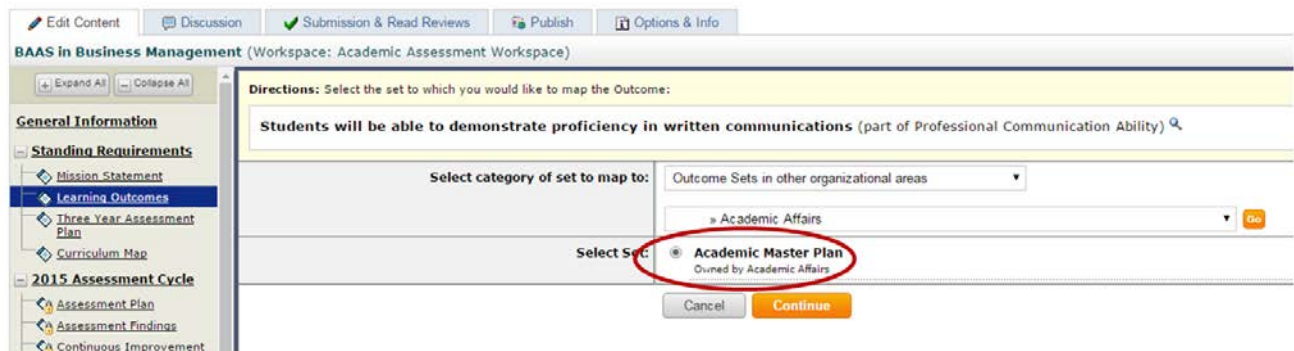 Edit Content
Discussion
Submission & Read Reviews
Publish
Options & Info
BAAS in Business Management (Workspace: Academic Assessment Workspace)
Expand All
Collapse All
General Information
Standing Requirements
Mission Statement
Learning Outcomes
Three Year Assessment
Plan
Curriculum Map
2015 Assessment Cycle
Assessment Plan
Assessment Findings
Continuous Improvement
Directions: Select the set to which you would like to map the Outcome:
Students will be able to demonstrate proficiency in written communications (part of Professional Communication Ability)
Select category of set to map to:
Outcome Sets in other organizational areas
» Academic Affairs
Go
Select Set:
Academic Master Plan
Owned by Academic Affairs
Cancel
Continue